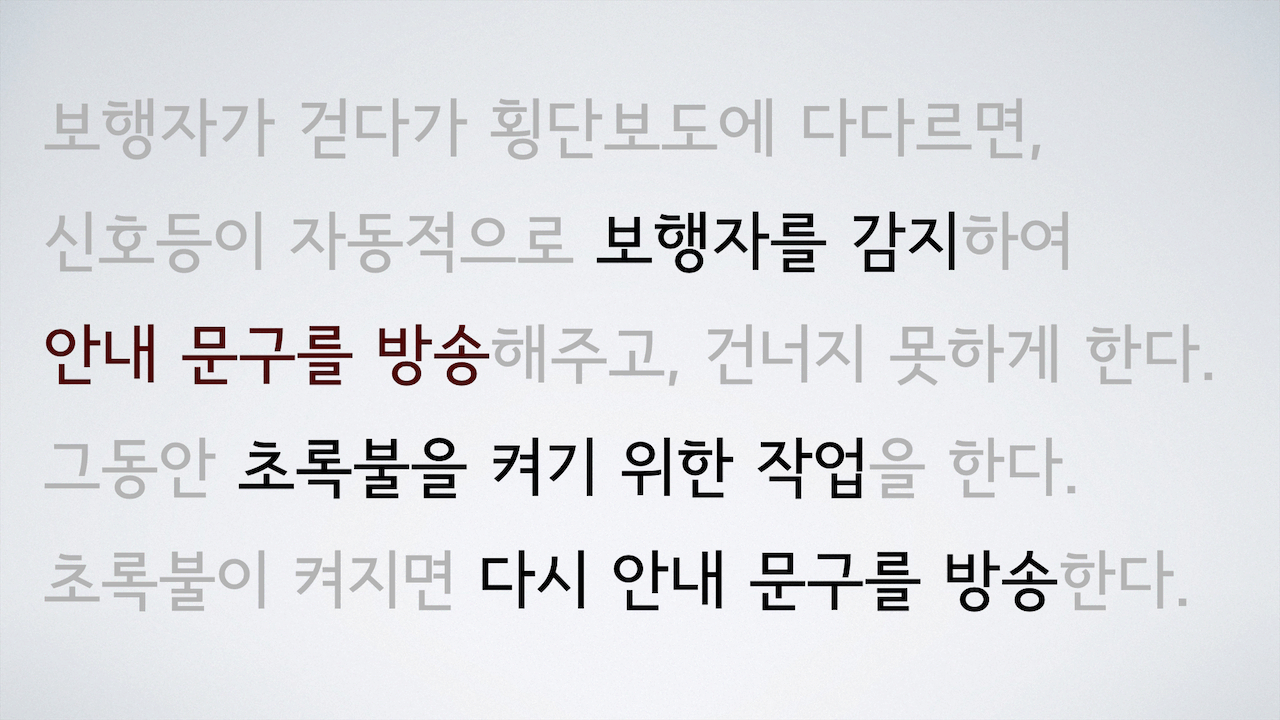 보행자가 걷다가 횡단보도에 다다르면,
신호등이 자동적으로 보행자를 감지하여
안내 문구를 방송해주고, 건너지 못하게 한다.
그동안 초록불을 켜기 위한 작업을 한다.
초록불이 켜지면 다시 안내 문구를 방송한다.